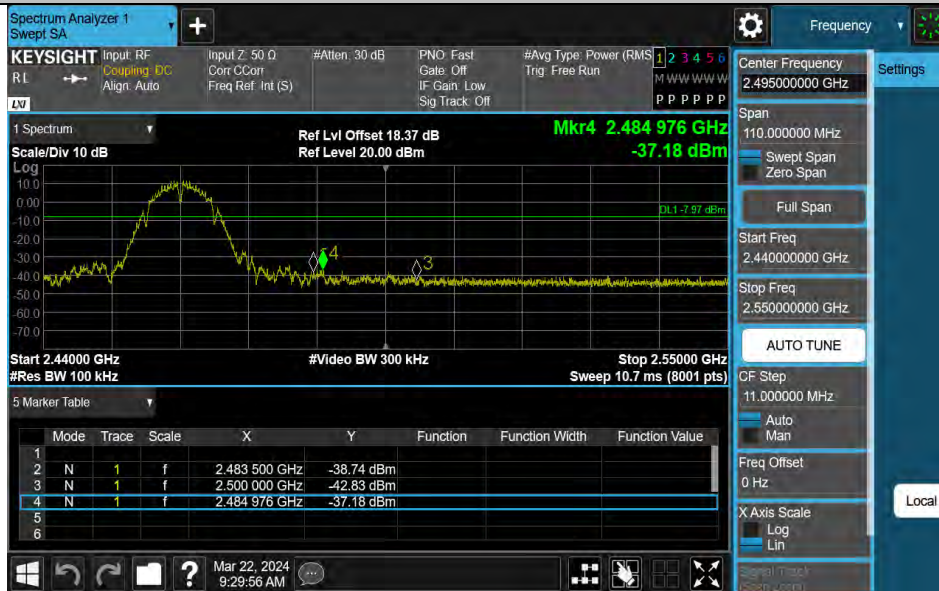 Spectrum Analyzer 1
Swept SA
+
Frequency
KEYSIGHT
RL
LXI
Input: RF
Coupling: DC
Align: Auto
Input Z: 50 Ω
Corr CCorr
Freq Ref: Int (S)
#Atten: 30 dB
PNO: Fast
Gate: Off
IF Gain: Low
Sig Track: Off
#Avg Type: Power (RMS
Trig: Free Run
1 2 3 4 5 6
M W W W W W
P P P P P P
Center Frequency
2.495000000 GHz
Settings
Span
110.000000 MHz
Swept Span
Zero Span
Full Span
Start Freq
2.440000000 GHz
Stop Freq
2.550000000 GHz
AUTO TUNE
CF Step
11.000000 MHz
Auto
Man
Freq Offset
0 Hz
X Axis Scale
Log
Lin
Signal Track
(Span Zoom)
Local
1 Spectrum
Scale/Div 10 dB
Log
Ref Lvl Offset 18.37 dB
Ref Level 20.00 dBm
Mkr4 2.484 976 GHz
-37.18 dBm
10.0
0.00
-10.0
-20.0
-30.0
-40.0
-50.0
-60.0
-70.0
DL1 -7.97 dBm
4
3
Start 2.44000 GHz
#Res BW 100 kHz
#Video BW 300 kHz
Stop 2.55000 GHz
Sweep 10.7 ms (8001 pts)
5 Marker Table
Mode Trace Scale X Y Function Function Width Function Value
1
2 N 1 f 2.483 500 GHz -38.74 dBm
3 N 1 f 2.500 000 GHz -42.83 dBm
4 N 1 f 2.484 976 GHz -37.18 dBm
5
6
?
Mar 22, 2024
9:29:56 AM